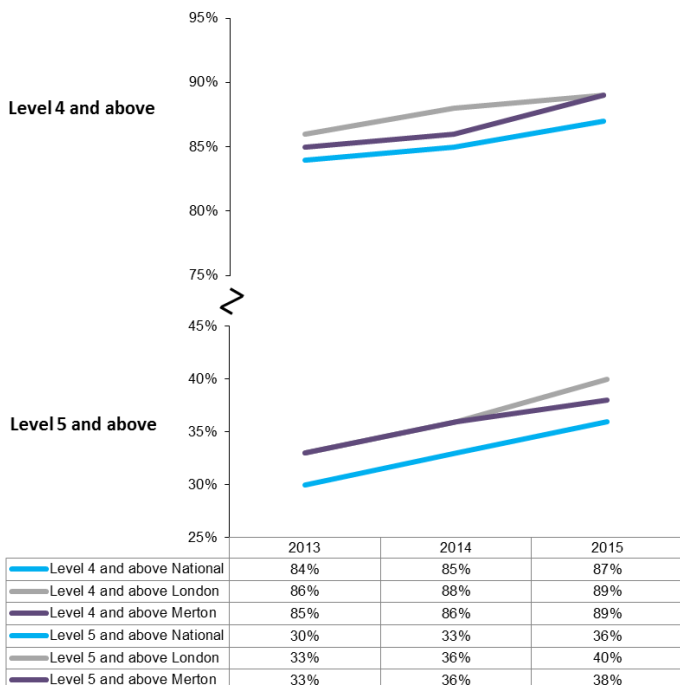 95%
90%
Level 4 and above
85%
80%
75%
45%
40%
Level 5 and above
35%
30%
25%
2013 2014 2015
Level 4 and above National 84% 85% 87%
Level 4 and above London 86% 88% 89%
Level 4 and above Merton 85% 86% 89%
Level 5 and above National 30% 33% 36%
Level 5 and above London 33% 36% 40%
Level 5 and above Merton 33% 36% 38%